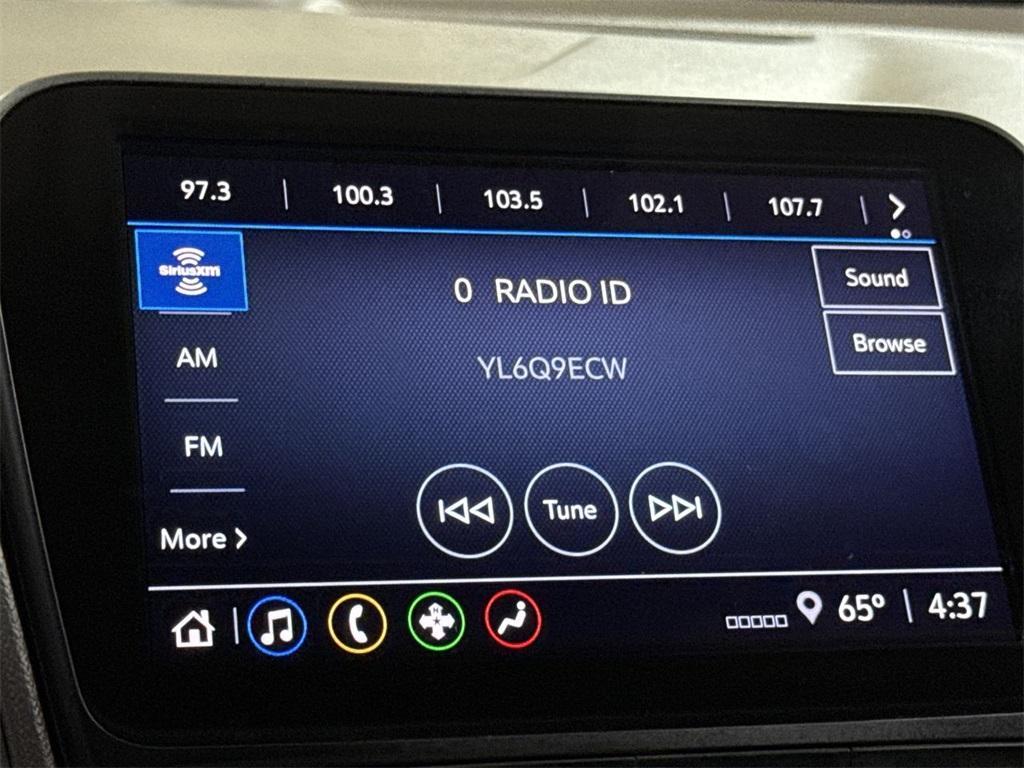 97.3 | 100.3 | 103.5 | 102.1 | 107.7 |
SiriusXM
0 RADIO ID
Sound
YL6Q9ECW
Browse
AM
FM
Tune
More
65° | 4:37